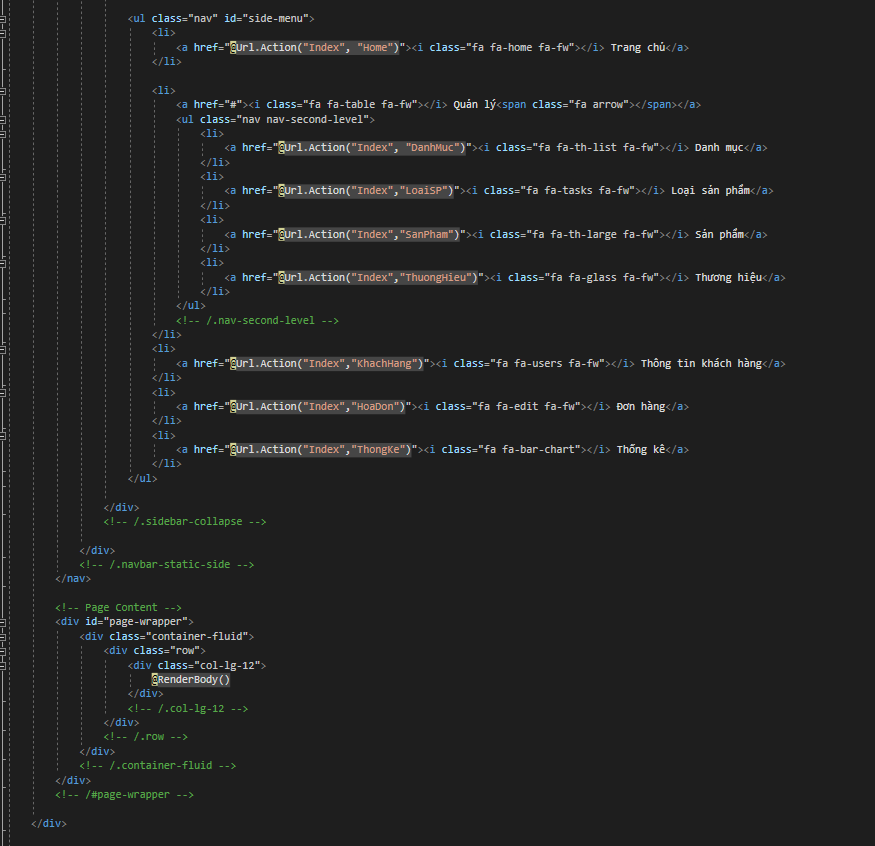 <ul class="nav" id="side-menu">
<li>
<a href="@Url.Action("Index", "Home")"><i class="fa fa-home fa-fw"></i> Trang chủ</a>
</li>
<li>
<a href="#"><i class="fa fa-table fa-fw"></i> Quản lý<span class="fa arrow"></span></a>
<ul class="nav nav-second-level">
<li>
<a href="@Url.Action("Index", "DanhMuc")"><i class="fa fa-th-list fa-fw"></i> Danh mục</a>
</li>
<li>
<a href="@Url.Action("Index","LoaiSP")"><i class="fa fa-tasks fa-fw"></i> Loại sản phẩm</a>
</li>
<li>
<a href="@Url.Action("Index","SanPham")"><i class="fa fa-th-large fa-fw"></i> Sản phẩm</a>
</li>
<li>
<a href="@Url.Action("Index","ThuongHieu")"><i class="fa fa-glass fa-fw"></i> Thương hiệu</a>
</li>
</ul>
<!-- /.nav-second-level -->
</li>
<li>
<a href="@Url.Action("Index","KhachHang")"><i class="fa fa-users fa-fw"></i> Thông tin khách hàng</a>
</li>
<li>
<a href="@Url.Action("Index","HoaDon")"><i class="fa fa-edit fa-fw"></i> Đơn hàng</a>
</li>
<li>
<a href="@Url.Action("Index","ThongKe")"><i class="fa fa-bar-chart"></i> Thống kê</a>
</li>
</ul>
</div>
<!-- /.sidebar-collapse -->
</div>
<!-- /.navbar-static-side -->
</nav>
<!-- Page Content -->
<div id="page-wrapper">
<div class="container-fluid">
<div class="row">
<div class="col-lg-12">
@RenderBody()
</div>
<!-- /.col-lg-12 -->
</div>
<!-- /.row -->
</div>
<!-- /.container-fluid -->
</div>
<!-- /#page-wrapper -->
</div>